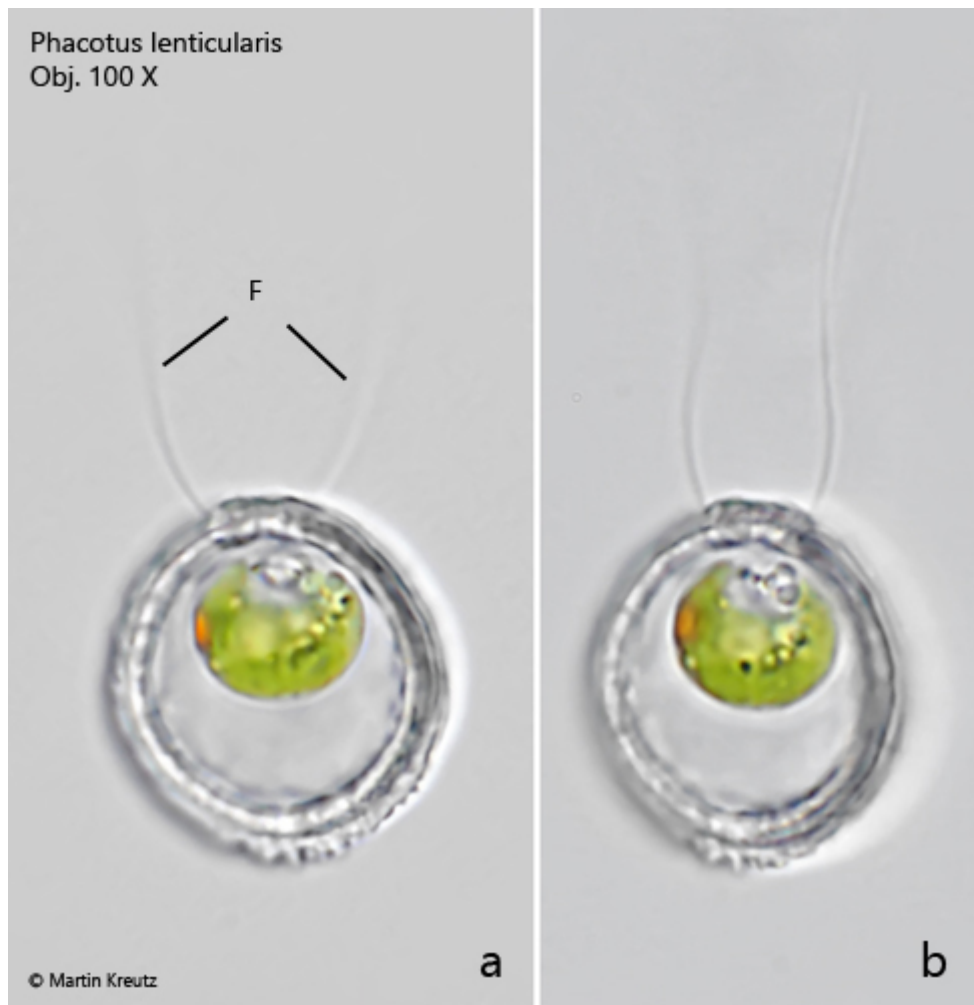 Phacotus lenticularis
Obj. 100 X
F
© Martin Kreutz
a
b